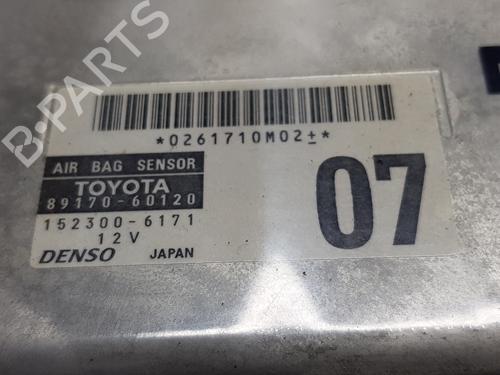 B-PARTS
*0261710M02±*
AIR BAG SENSOR
TOYOTA
89170-60120
152300-6171
12V
DENSO JAPAN
07